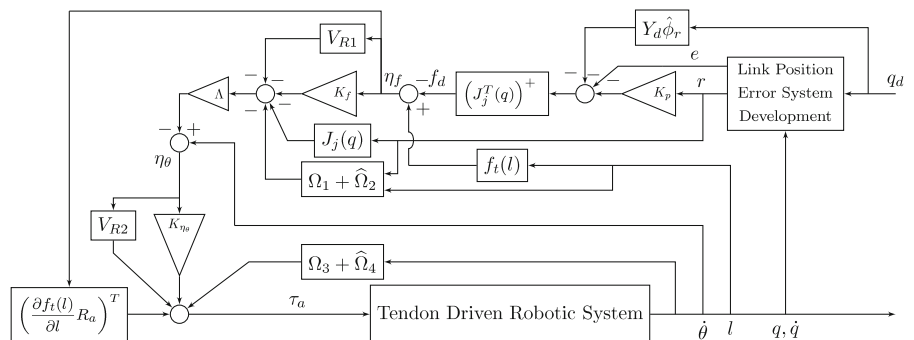 V_{R1}
Y_d\hat{\phi}_r
−
−
e
Link Position
Error System
Development
q_d
Λ
−
−
−
−
−
K_f
η_f
−
f_d
+
(J_j^T(q))^+
−
−
−
K_p
r
−
+
η_θ
J_j(q)
Ω_1 + \widehat{Ω}_2
f_t(l)
V_{R2}
K_{η_θ}
Ω_3 + \widehat{Ω}_4
(\frac{∂f_t(l)}{∂l} R_a)^T
τ_a
Tendon Driven Robotic System
\dot{θ}
l
q, \dot{q}